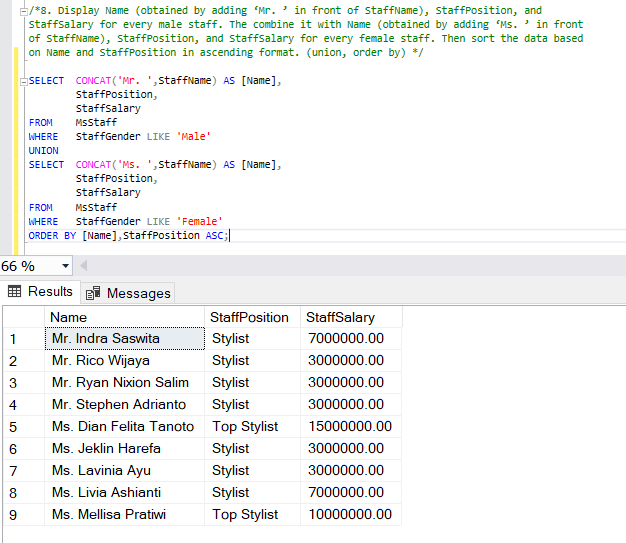 /*8. Display Name (obtained by adding ‘Mr. ’ in front of StaffName), StaffPosition, and
StaffSalary for every male staff. The combine it with Name (obtained by adding ‘MS. ’ in front
of StaffName), StaffPosition, and StaffSalary for every female staff. Then sort the data based
on Name and StaffPosition in ascending format. (union, order by) */
SELECT CONCAT('Mr. ',StaffName) AS [Name],
StaffPosition,
StaffSalary
FROM MsStaff
WHERE StaffGender LIKE 'Male'
UNION
SELECT CONCAT('Ms. ',StaffName) AS [Name],
StaffPosition,
StaffSalary
FROM MsStaff
WHERE StaffGender LIKE 'Female'
ORDER BY [Name],StaffPosition ASC;
66 %
Results Messages
Name StaffPosition StaffSalary
1 Mr. Indra Saswita Stylist 7000000.00
2 Mr. Rico Wijaya Stylist 3000000.00
3 Mr. Ryan Nixion Salim Stylist 3000000.00
4 Mr. Stephen Adrianto Stylist 3000000.00
5 Ms. Dian Felita Tanoto Top Stylist 15000000.00
6 Ms. Jeklin Harefa Stylist 3000000.00
7 Ms. Lavinia Ayu Stylist 3000000.00
8 Ms. Livia Ashianti Stylist 7000000.00
9 Ms. Mellisa Pratiwi Top Stylist 10000000.00